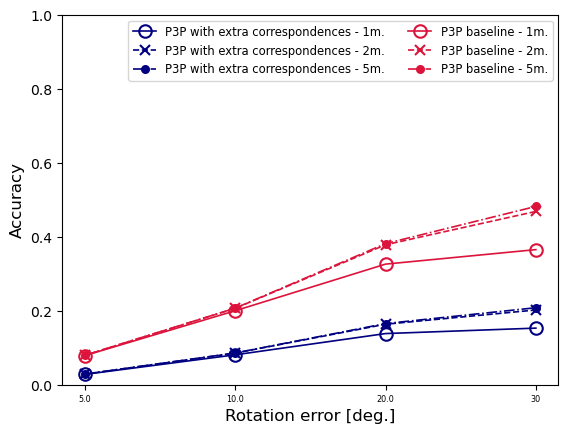 1.0
0.8
0.6
0.4
0.2
0.0
Accuracy
P3P with extra correspondences - 1m.
P3P with extra correspondences - 2m.
P3P with extra correspondences - 5m.
P3P baseline - 1m.
P3P baseline - 2m.
P3P baseline - 5m.
5.0 10.0 20.0 30
Rotation error [deg.]